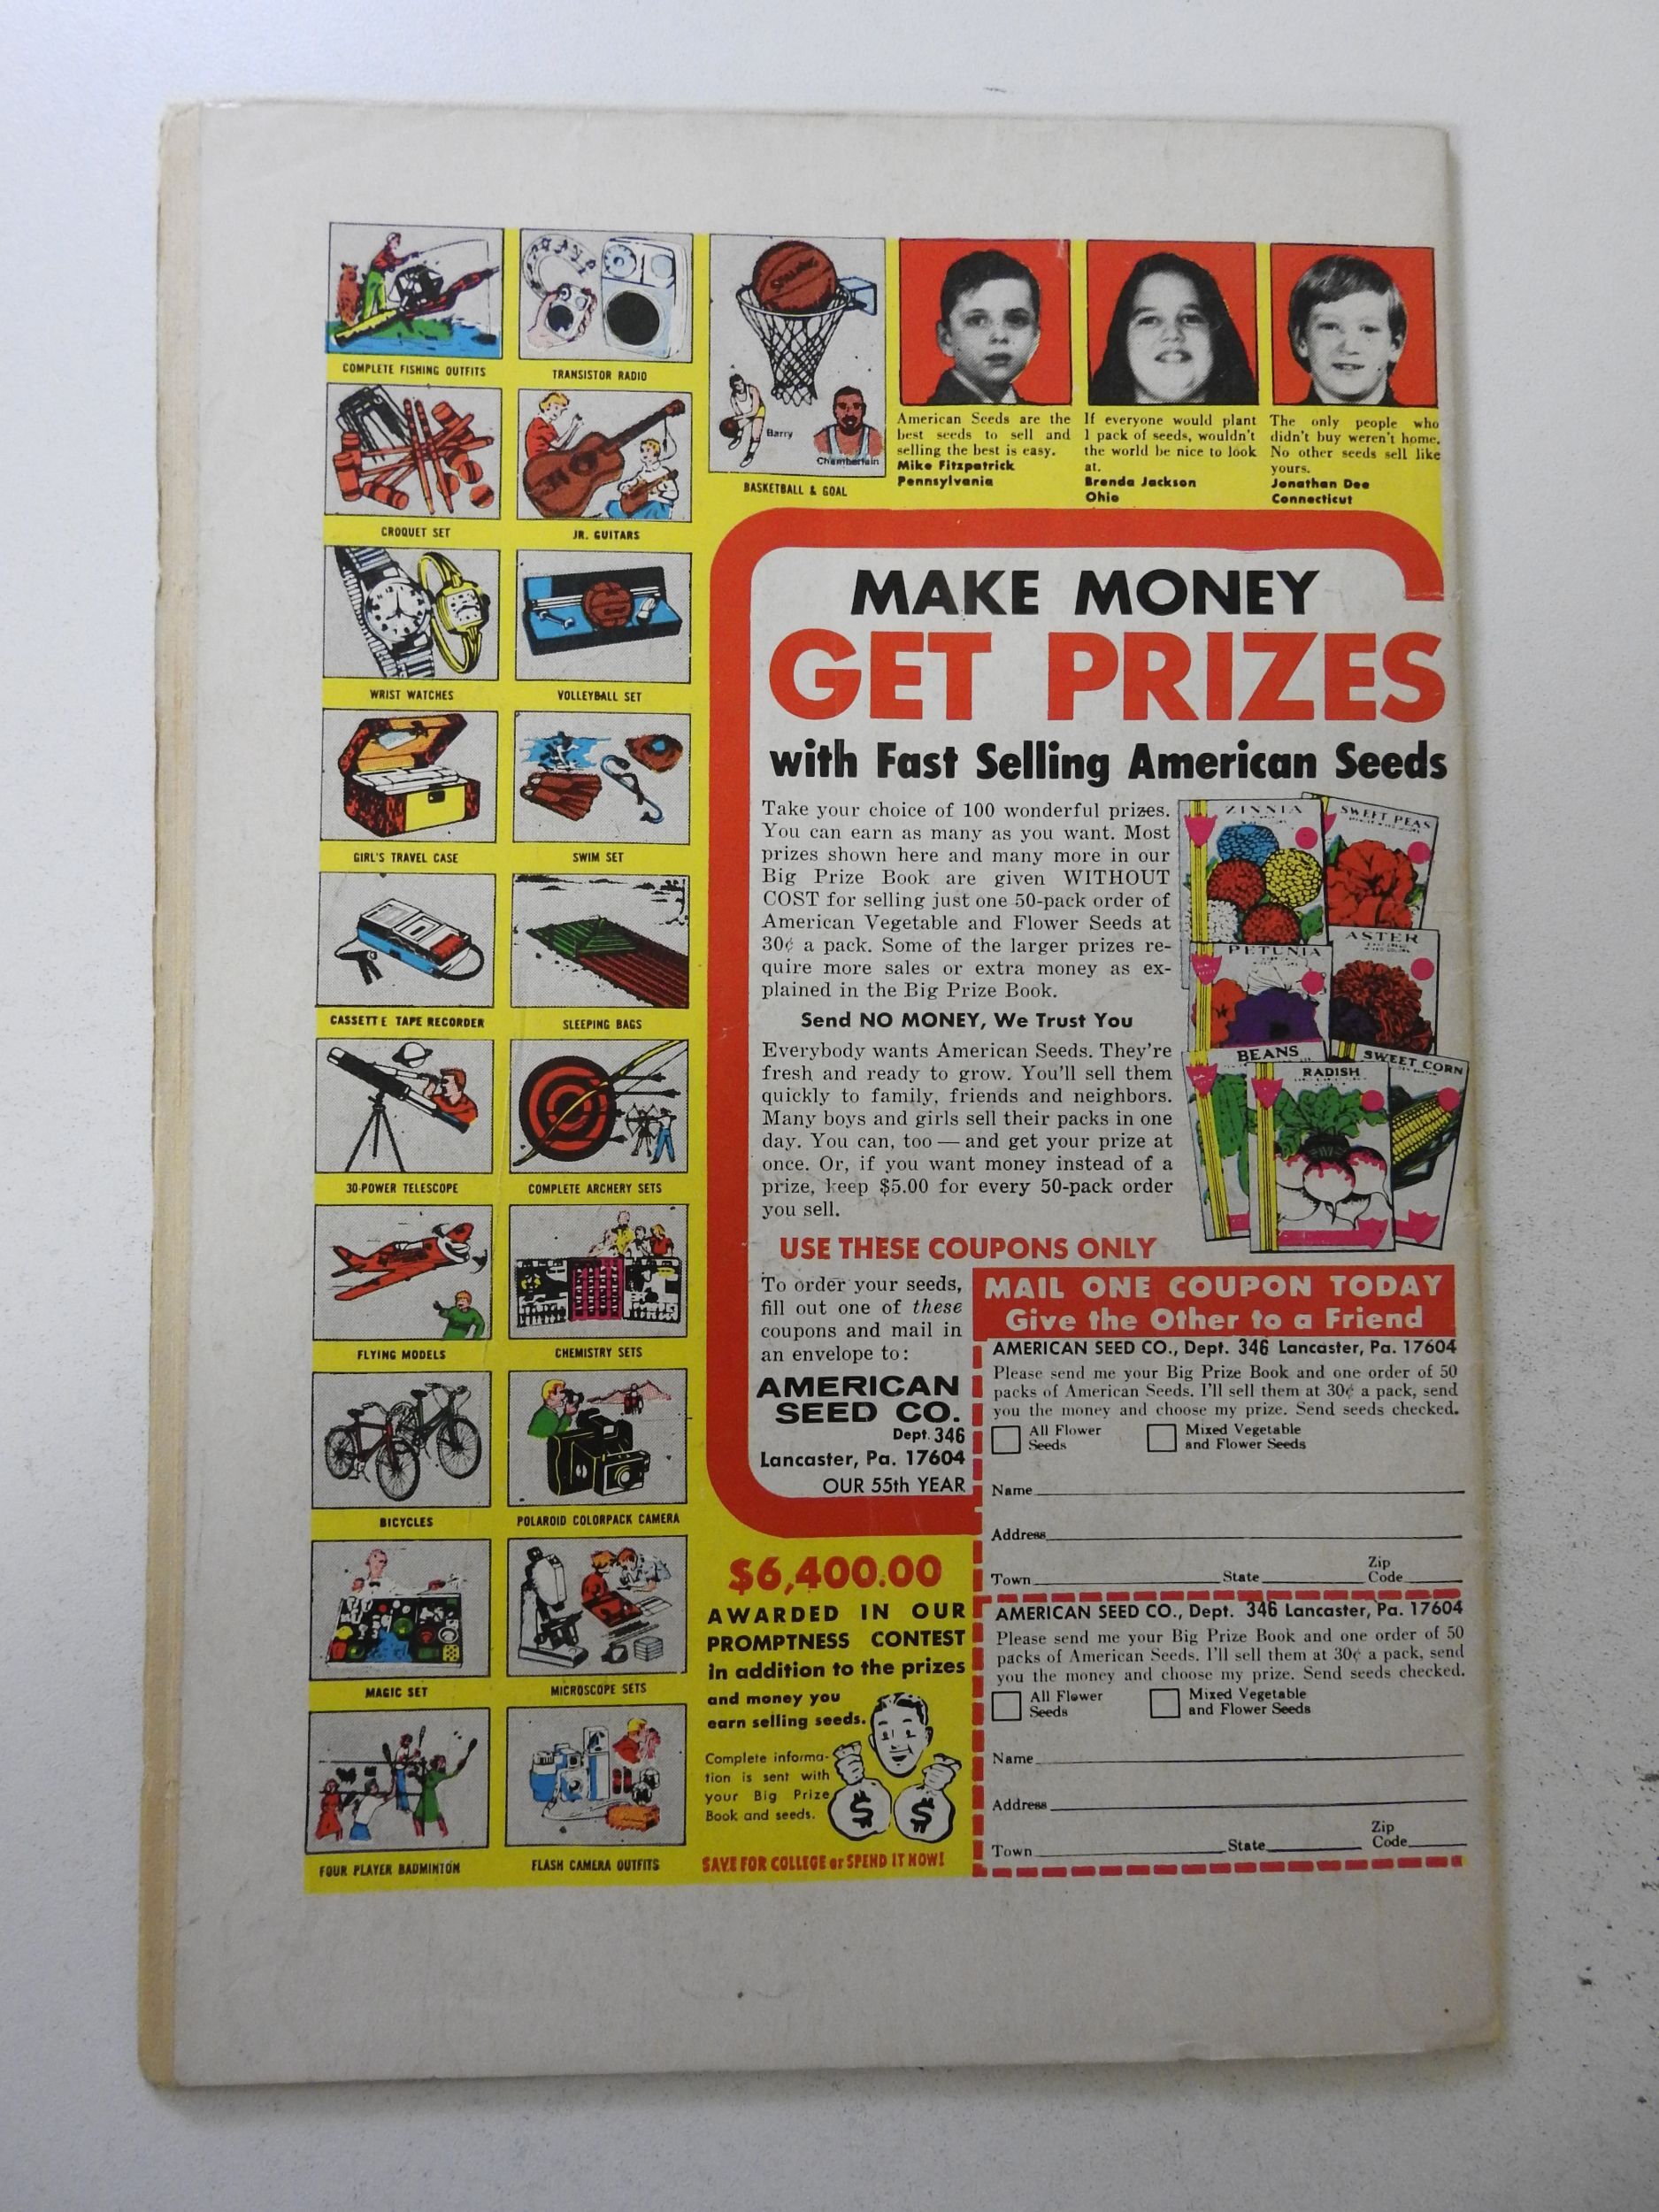 COMPLETE FISHING OUTFITS
TRANSISTOR RADIO
Spalding
Barry
Chamberlain
BASKETBALL & GOAL
American Seeds are the
best seeds to sell and
selling the best is easy.
Mike Fitzpatrick
Pennsylvania
If everyone would plant
1 pack of seeds, wouldn't
the world be nice to look
at.
Brenda Jackson
Ohio
The only people who
didn't buy weren't home.
No other seeds sell like
yours.
Jonathan Dee
Connecticut
CROQUET SET
JR. GUITARS
WRIST WATCHES
VOLLEYBALL SET
GIRL'S TRAVEL CASE
SWIM SET
CASSETTE TAPE RECORDER
SLEEPING BAGS
30-POWER TELESCOPE
COMPLETE ARCHERY SETS
FLYING MODELS
CHEMISTRY SETS
BICYCLES
POLAROID COLORPACK CAMERA
MAGIC SET
MICROSCOPE SETS
FOUR PLAYER BADMINTON
FLASH CAMERA OUTFITS
MAKE MONEY
GET PRIZES
with Fast Selling American Seeds
Take your choice of 100 wonderful prizes.
You can earn as many as you want. Most
prizes shown here and many more in our
Big Prize Book are given WITHOUT
COST for selling just one 50-pack order of
American Vegetable and Flower Seeds at
30¢ a pack. Some of the larger prizes re-
quire more sales or extra money as ex-
plained in the Big Prize Book.
Send NO MONEY, We Trust You
Everybody wants American Seeds. They're
fresh and ready to grow. You'll sell them
quickly to family, friends and neighbors.
Many boys and girls sell their packs in one
day. You can, too — and get your prize at
once. Or, if you want money instead of a
prize, keep $5.00 for every 50-pack order
you sell.
ZINNIA
SWEET PEAS
PETUNIA
ASTER
BEANS
RADISH
SWEET CORN
USE THESE COUPONS ONLY
To order your seeds,
fill out one of these
coupons and mail in
an envelope to:
AMERICAN
SEED CO.
Dept. 346
Lancaster, Pa. 17604
OUR 55th YEAR
MAIL ONE COUPON TODAY
Give the Other to a Friend
AMERICAN SEED CO., Dept. 346 Lancaster, Pa. 17604
Please send me your Big Prize Book and one order of 50
packs of American Seeds. I'll sell them at 30¢ a pack, send
you the money and choose my prize. Send seeds checked.
All Flower
Seeds
Mixed Vegetable
and Flower Seeds
Name
Address
Town State Zip
Code
AMERICAN SEED CO., Dept. 346 Lancaster, Pa. 17604
Please send me your Big Prize Book and one order of 50
packs of American Seeds. I'll sell them at 30¢ a pack, send
you the money and choose my prize. Send seeds checked.
All Flower
Seeds
Mixed Vegetable
and Flower Seeds
Name
Address
Town State Zip
Code
$6,400.00
AWARDED IN OUR
PROMPTNESS CONTEST
in addition to the prizes
and money you
earn selling seeds.
Complete informa-
tion is sent with
your Big Prize
Book and seeds.
$ $
SAVE FOR COLLEGE or SPEND IT NOW!